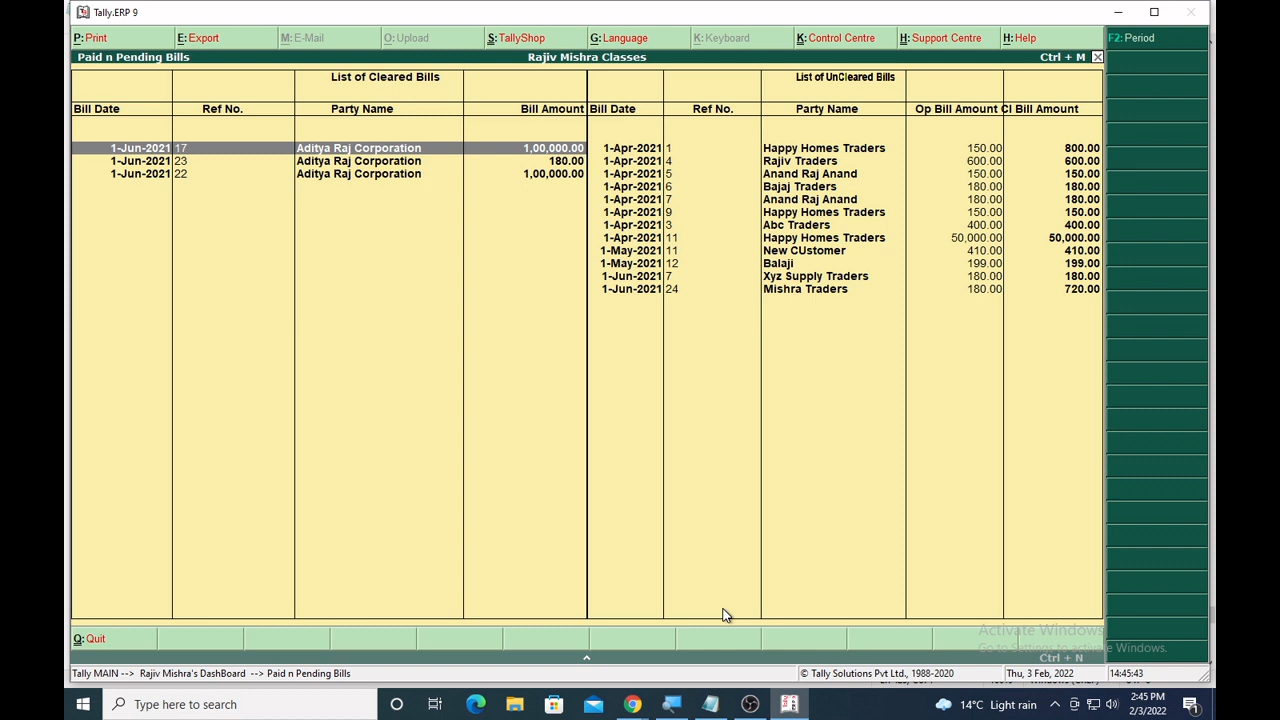 Tally.ERP 9
P: Print E: Export M: E-Mail O: Upload S: TallyShop G: Language K: Keyboard K: Control Centre H: Support Centre H: Help F2: Period
Paid n Pending Bills Rajiv Mishra Classes Ctrl + M
List of Cleared Bills List of UnCleared Bills
Bill Date Ref No. Party Name Bill Amount Bill Date Ref No. Party Name Op Bill Amount Cl Bill Amount
1-Jun-2021 17 Aditya Raj Corporation 1,00,000.00 1-Apr-2021 1 Happy Homes Traders 150.00 800.00
1-Jun-2021 23 Aditya Raj Corporation 180.00 1-Apr-2021 4 Rajiv Traders 600.00 600.00
1-Jun-2021 22 Aditya Raj Corporation 1,00,000.00 1-Apr-2021 5 Anand Raj Anand 150.00 150.00
1-Apr-2021 6 Bajaj Traders 180.00 180.00
1-Apr-2021 7 Anand Raj Anand 180.00 180.00
1-Apr-2021 9 Happy Homes Traders 150.00 150.00
1-Apr-2021 3 Abc Traders 400.00 400.00
1-Apr-2021 11 Happy Homes Traders 50,000.00 50,000.00
1-May-2021 11 New CUstomer 410.00 410.00
1-May-2021 12 Balaji 199.00 199.00
1-Jun-2021 7 Xyz Supply Traders 180.00 180.00
1-Jun-2021 24 Mishra Traders 180.00 720.00
Activate Windows
Q: Quit
Go to Settings to activate Windows.
Ctrl + N
Tally MAIN --> Rajiv Mishra's DashBoard --> Paid n Pending Bills © Tally Solutions Pvt Ltd., 1988-2020 Thu, 3 Feb, 2022 14:45:43
Type here to search 14°C Light rain 2:45 PM
2/3/2022